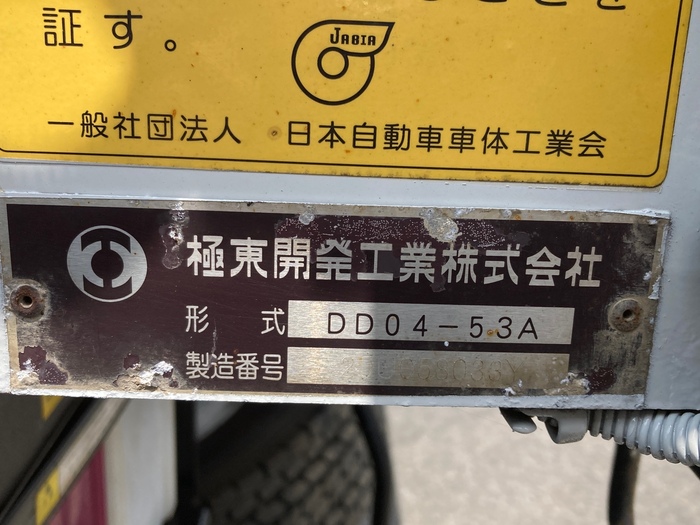 証す。
JABIA
一般社団法人 日本自動車車体工業会
極東開発工業株式会社
形 式 DD04-53A
製造番号